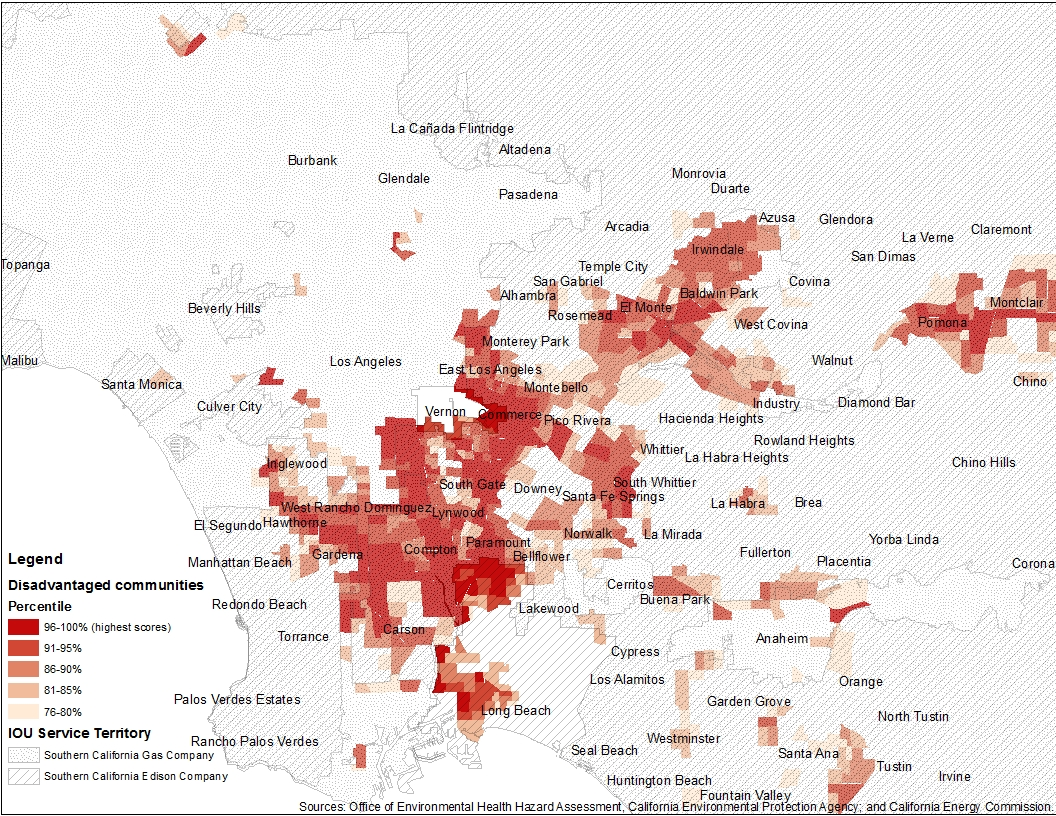 La Cañada Flintridge
Altadena
Burbank
Glendale
Pasadena
Monrovia
Duarte
Arcadia
Azusa
Glendora
La Verne
Claremont
San Dimas
Irwindale
Topanga
Temple City
San Gabriel
Covina
Alhambra
Baldwin Park
Beverly Hills
El Monte
Rosemead
Montclair
Pomona
West Covina
Monterey Park
Malibu
Los Angeles
East Los Angeles
Walnut
Santa Monica
Montebello
Chino
Culver City
Vernon
Commerce
Pico Rivera
Industry
Diamond Bar
Hacienda Heights
Rowland Heights
Whittier
La Habra Heights
Inglewood
Chino Hills
South Gate
Downey
South Whittier
Santa Fe Springs
West Rancho Dominguez
Lynwood
La Habra
Brea
El Segundo
Hawthorne
Norwalk
La Mirada
Yorba Linda
Gardena
Compton
Paramount
Bellflower
Fullerton
Placentia
Manhattan Beach
Corona
Cerritos
Buena Park
Redondo Beach
Lakewood
Torrance
Carson
Anaheim
Cypress
Los Alamitos
Orange
Palos Verdes Estates
Garden Grove
Long Beach
North Tustin
Rancho Palos Verdes
Westminster
Seal Beach
Santa Ana
Tustin
Irvine
Huntington Beach
Fountain Valley
Legend
Disadvantaged communities
Percentile
96-100% (highest scores)
91-95%
86-90%
81-85%
76-80%
IOU Service Territory
Southern California Gas Company
Southern California Edison Company
Sources: Office of Environmental Health Hazard Assessment, California Environmental Protection Agency; and California Energy Commission.